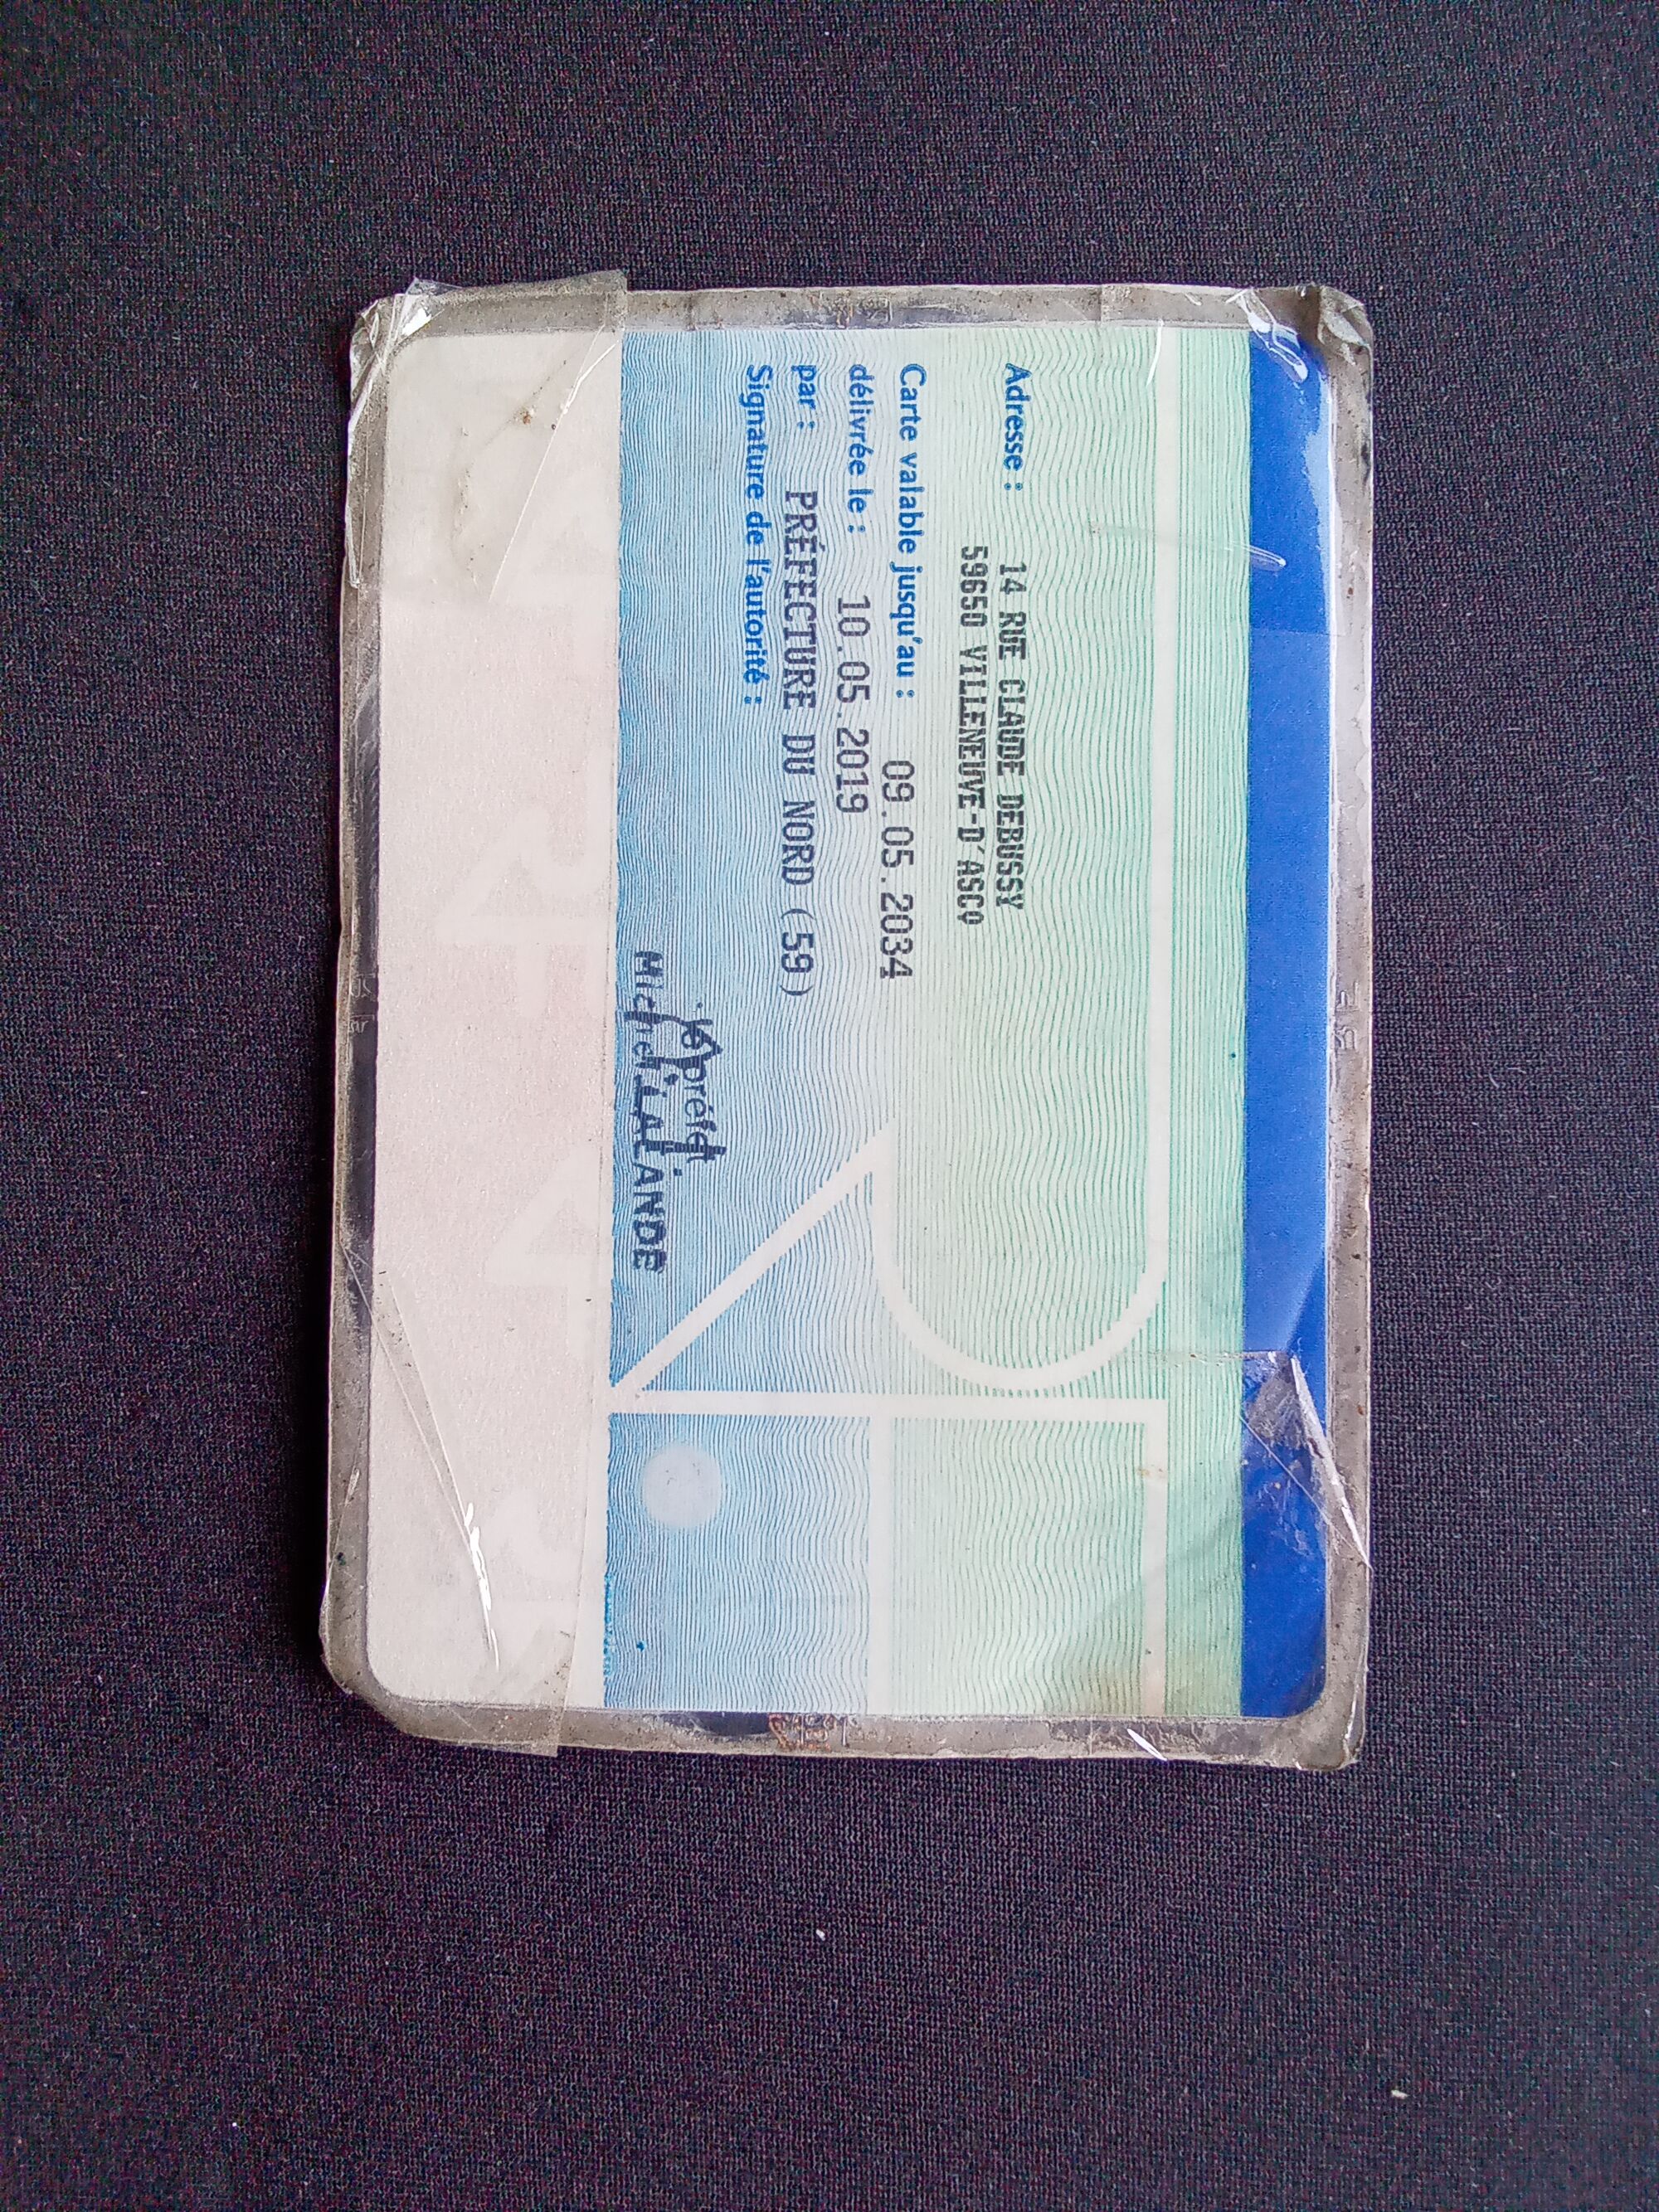 Adresse : 14 RUE CLAUDE DEBUSSY
59650 VILLENEUVE-D'ASCQ
Carte valable jusqu'au : 09.05.2034
délivrée le : 10.05.2019
par : PRÉFECTURE DU NORD (59)
Signature de l'autorité :
le préfet
Michel LALANDE